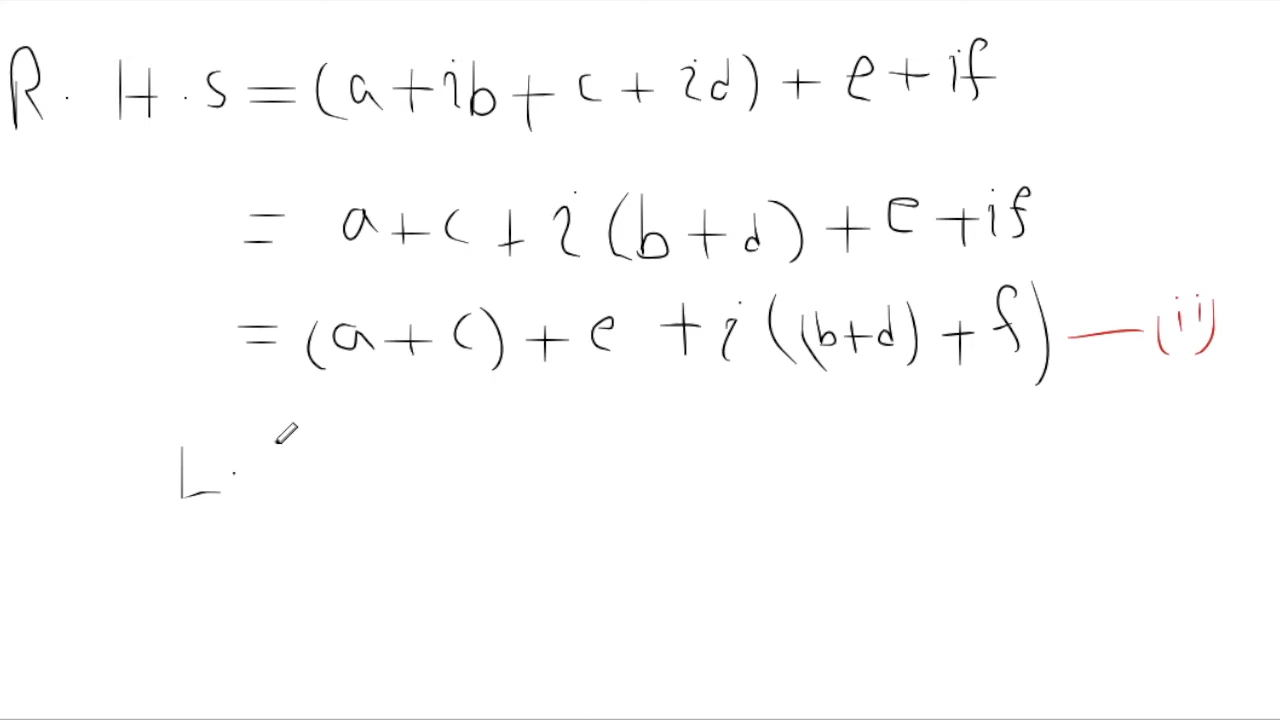 R. H. S = (a+ib+c+id)+e+if
= a+c+i(b+d)+e+if
= (a+c)+e+i((b+d)+f) — (ii)
L.